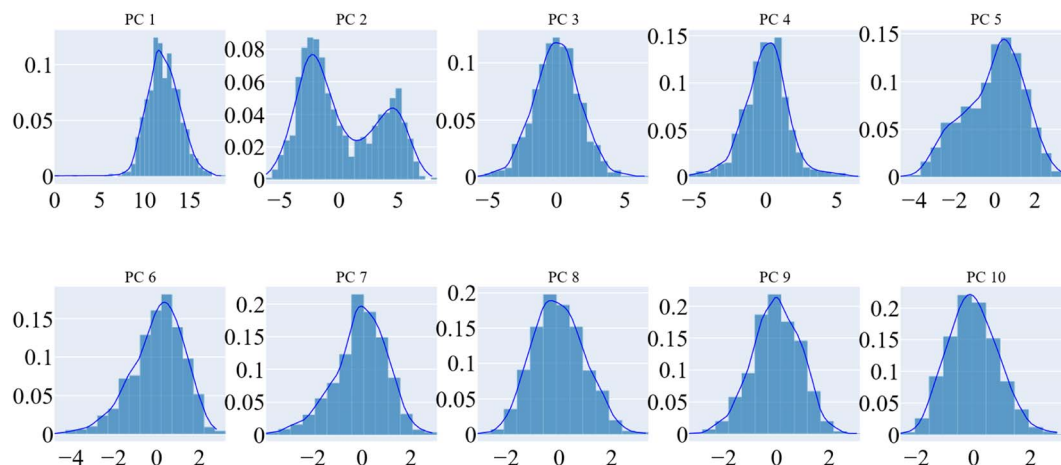 PC 1 PC 2 PC 3 PC 4 PC 5
0.1 0.08 0.1 0.15 0.15
0.06 0.1 0.1
0.05 0.04 0.05 0.05 0.05
0.02
0 0 0 0 0
0 5 10 15 −5 0 5 −5 0 5 −5 0 5 −4 −2 0 2
PC 6 PC 7 PC 8 PC 9 PC 10
0.15 0.2 0.2 0.2 0.2
0.1 0.15 0.15 0.15 0.15
0.1 0.1 0.1 0.1
0.05 0.05 0.05 0.05 0.05
0 0 0 0 0
−4 −2 0 2 −2 0 2 −2 0 2 −2 0 2 −2 0 2